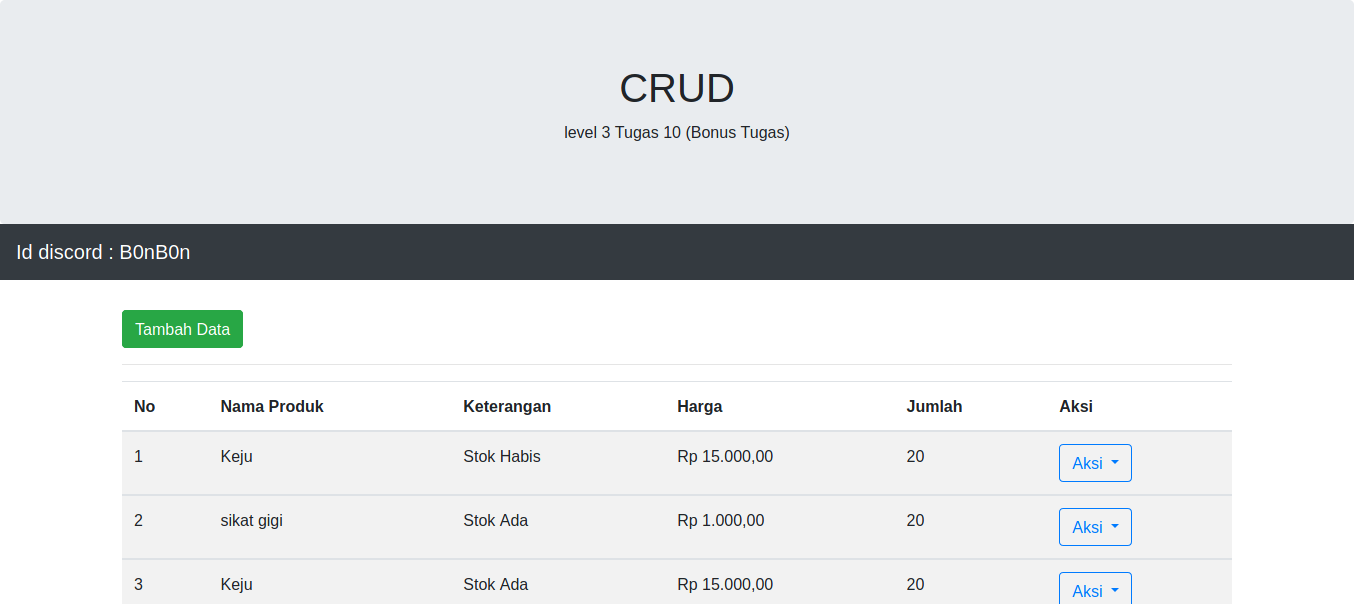 CRUD
level 3 Tugas 10 (Bonus Tugas)
Id discord : B0nB0n
Tambah Data
No Nama Produk Keterangan Harga Jumlah Aksi
1 Keju Stok Habis Rp 15.000,00 20 Aksi
2 sikat gigi Stok Ada Rp 1.000,00 20 Aksi
3 Keju Stok Ada Rp 15.000,00 20 Aksi